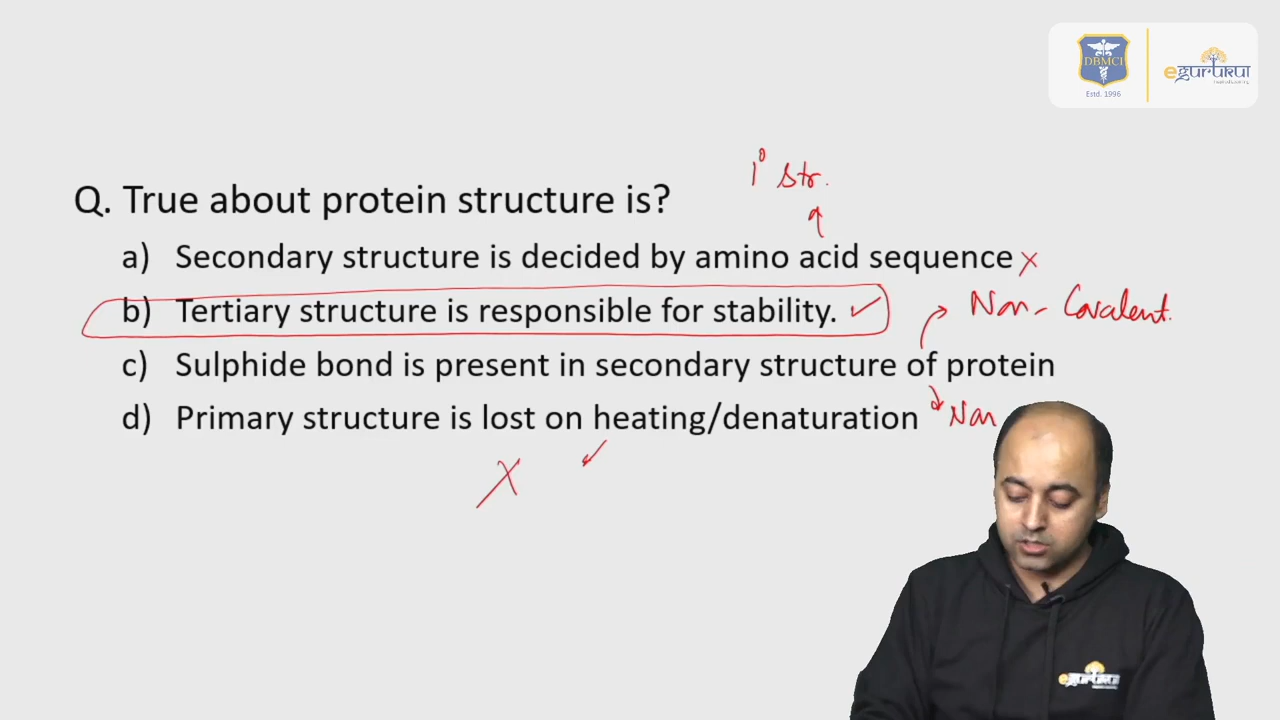 DBMCI
Estd. 1996
egurukul
1° str.
Q. True about protein structure is?
a) Secondary structure is decided by amino acid sequence x
b) Tertiary structure is responsible for stability. ✓
Non - Covalent.
c) Sulphide bond is present in secondary structure of protein
d) Primary structure is lost on heating/denaturation
Non
X ✓
egurukul